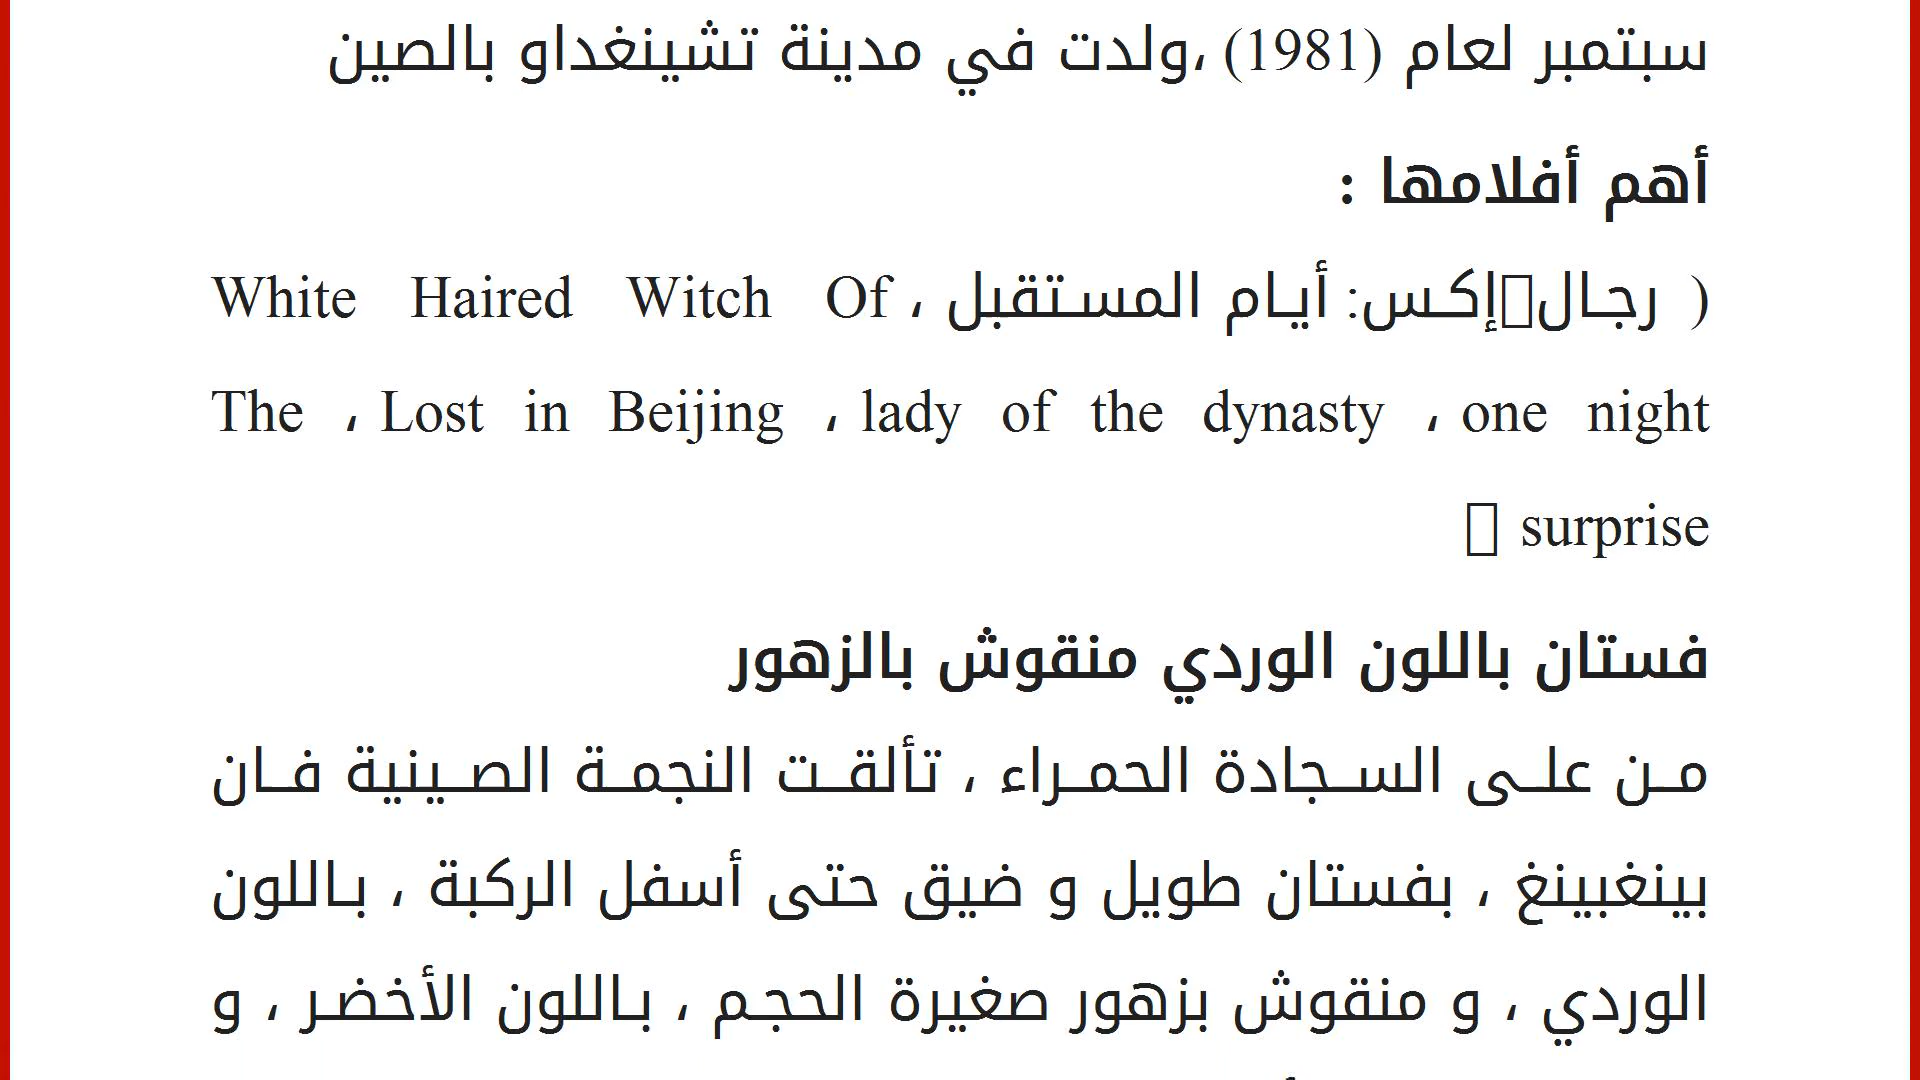 سبتمبر لعام (1981) ،ولدت في مدينة تشينغداو بالصين
أهم أفلامها :
( رجال إكس: أيام المستقبل ، White Haired Witch Of
The ، Lost in Beijing ، lady of the dynasty ، one night
surprise
فستان باللون الوردي منقوش بالزهور
من على السجادة الحمراء ، تألقت النجمة الصينية فان
بينغبينغ ، بفستان طويل و ضيق حتى أسفل الركبة ، باللون
الوردي ، و منقوش بزهور صغيرة الحجم ، باللون الأخضر ، و